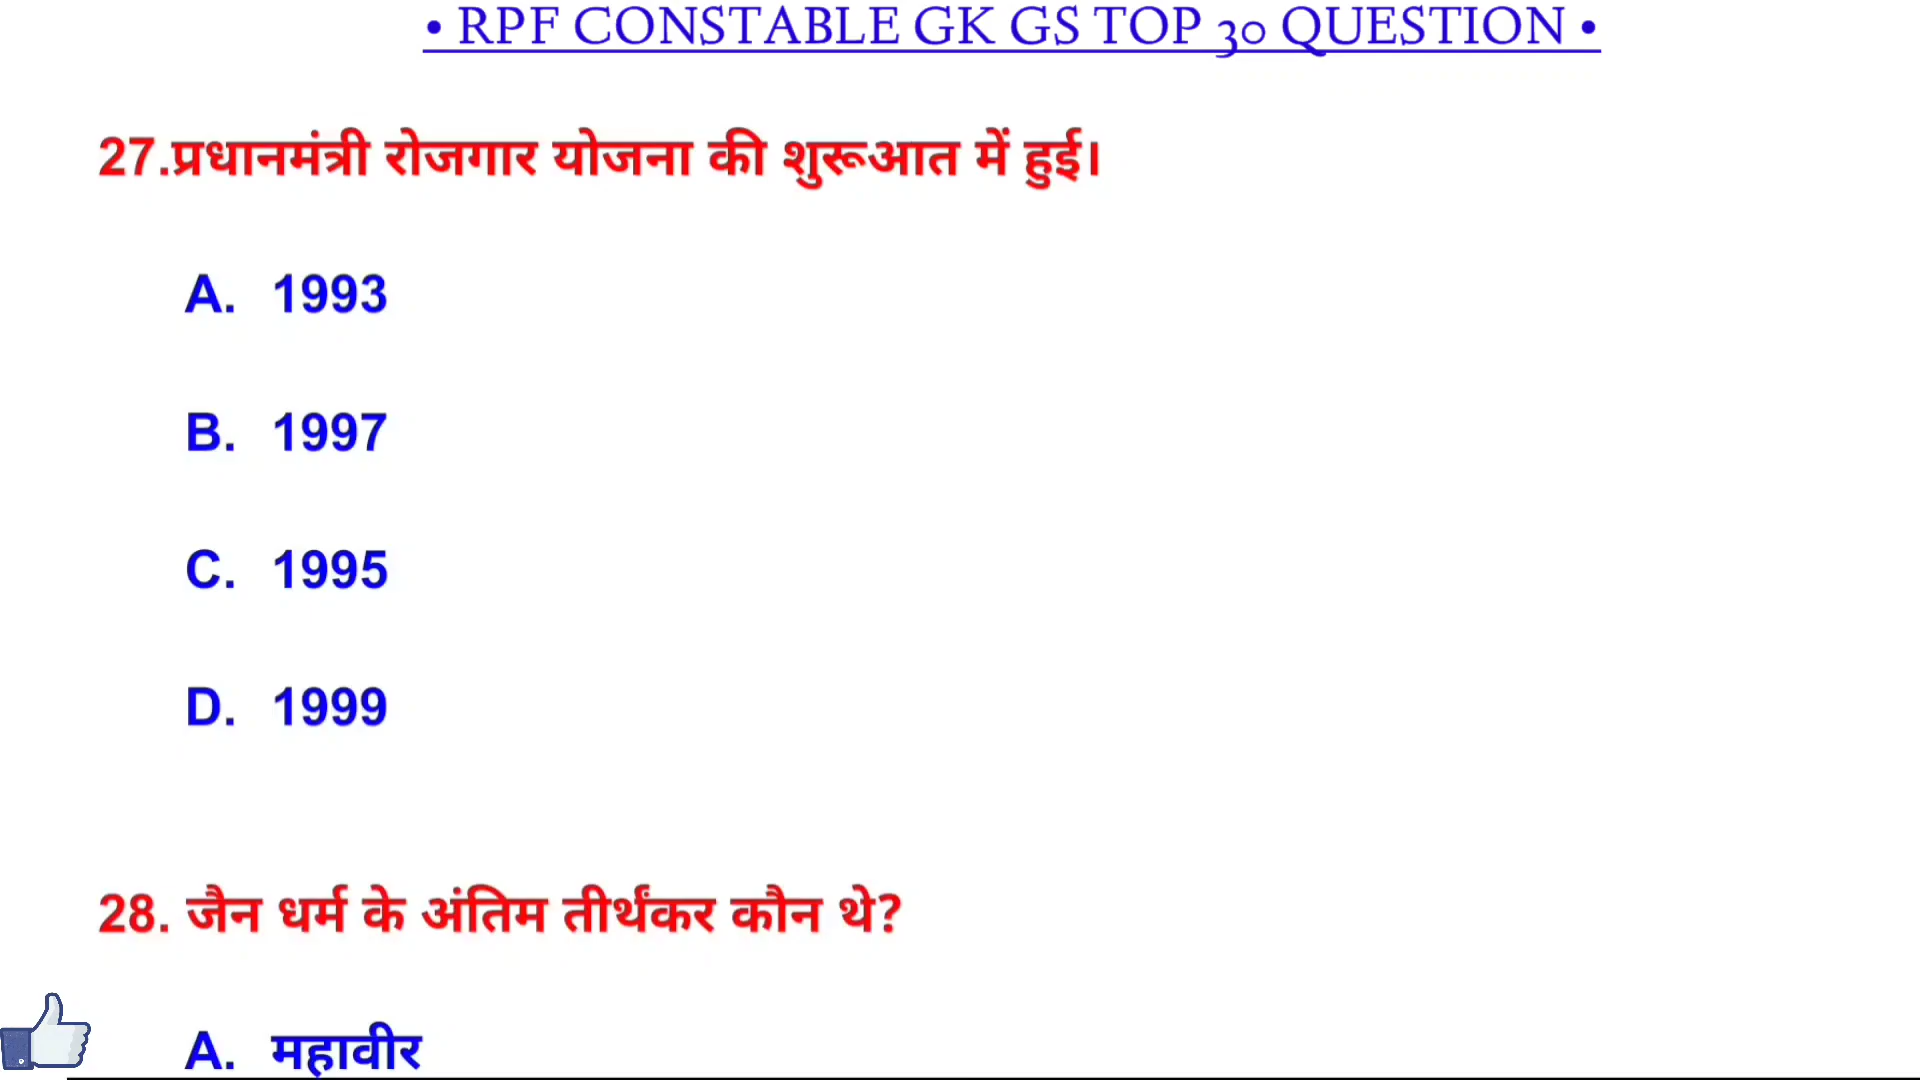 • RPF CONSTABLE GK GS TOP 30 QUESTION •
27.प्रधानमंत्री रोजगार योजना की शुरूआत में हुई।
A. 1993
B. 1997
C. 1995
D. 1999
28. जैन धर्म के अंतिम तीर्थंकर कौन थे?
A. महावीर